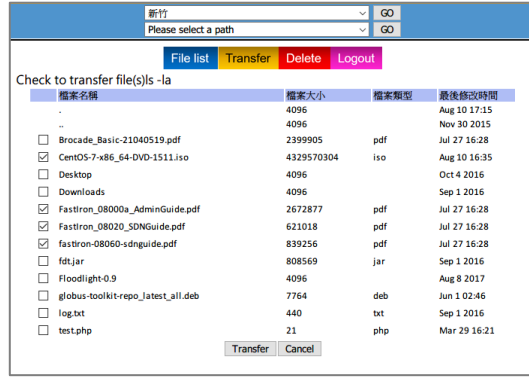 新竹 GO
Please select a path GO
File list Transfer Delete Logout
Check to transfer file(s)ls -la
檔案名稱 檔案大小 檔案類型 最後修改時間
. 4096 Aug 10 17:15
.. 4096 Nov 30 2015
Brocade_Basic-21040519.pdf 2399905 pdf Jul 27 16:28
CentOS-7-x86_64-DVD-1511.iso 4329570304 iso Aug 10 16:35
Desktop 4096 Oct 4 2016
Downloads 4096 Sep 1 2016
FastIron_08000a_AdminGuide.pdf 2672877 pdf Jul 27 16:28
FastIron_08020_SDNGuide.pdf 621018 pdf Jul 27 16:28
fastiron-08060-sdnguide.pdf 839256 pdf Jul 27 16:28
fdt.jar 808569 jar Sep 1 2016
Floodlight-0.9 4096 Aug 8 2017
globus-toolkit-repo_latest_all.deb 7764 deb Jun 1 02:46
log.txt 440 txt Sep 1 2016
test.php 21 php Mar 29 16:21
Transfer Cancel